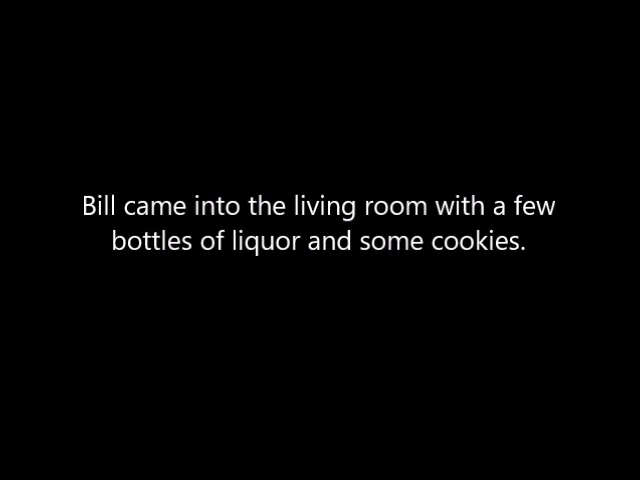 Bill came into the living room with a few
bottles of liquor and some cookies.